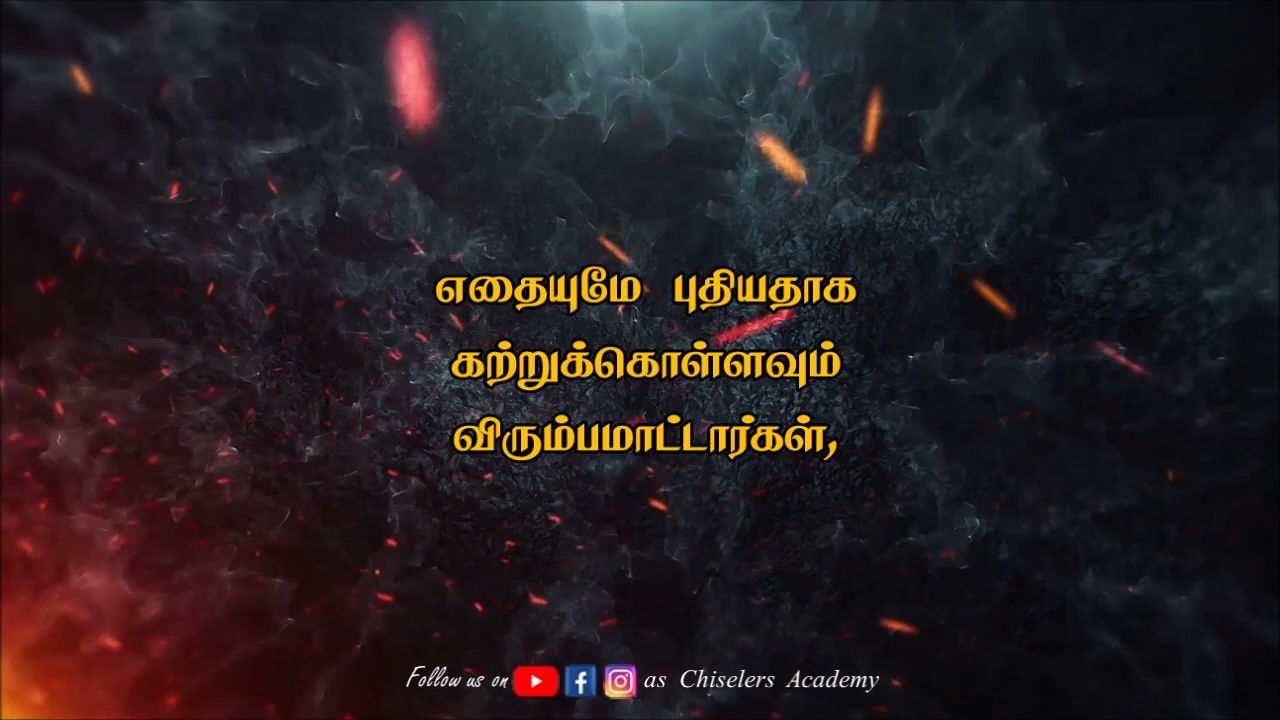 எதையுமே புதியதாக
கற்றுக்கொள்ளவும்
விரும்பமாட்டார்கள்,
Follow us on as Chiselers Academy